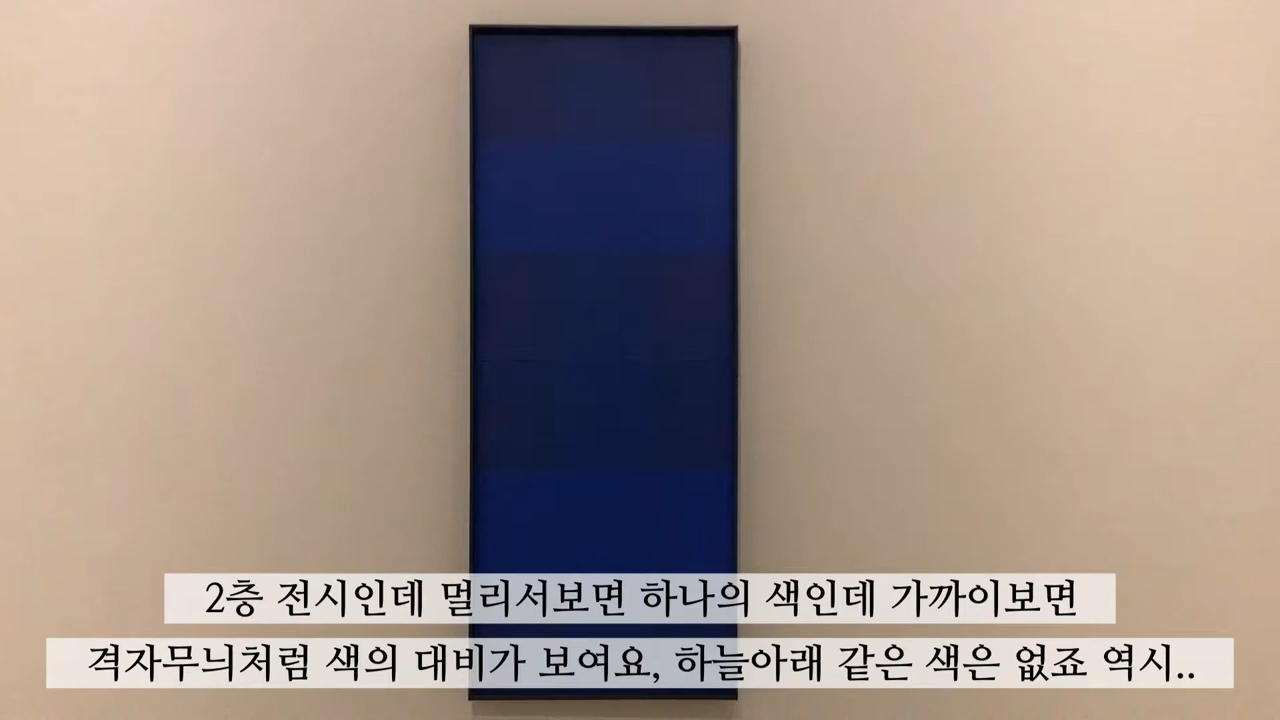 2층 전시인데 멀리서보면 하나의 색인데 가까이보면
격자무늬처럼 색의 대비가 보여요, 하늘아래 같은 색은 없죠 역시..